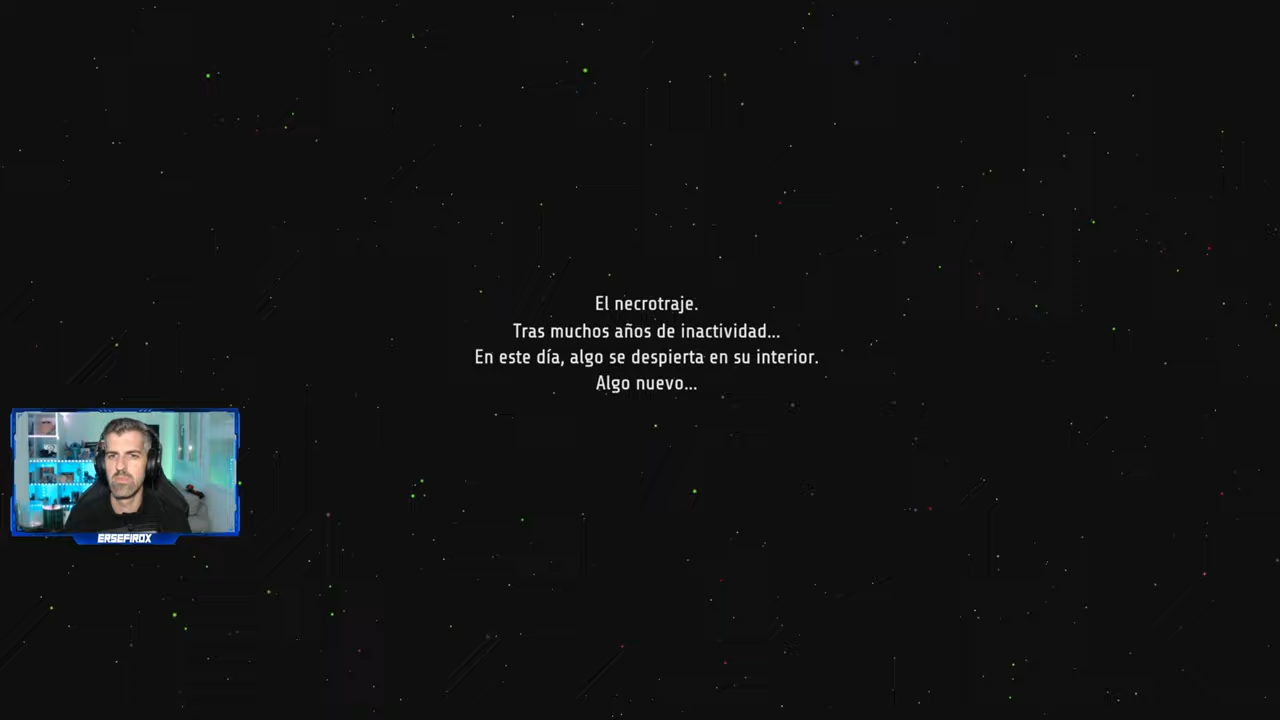 El necrotraje.
Tras muchos años de inactividad...
En este día, algo se despierta en su interior.
Algo nuevo...
ERSEFIROX